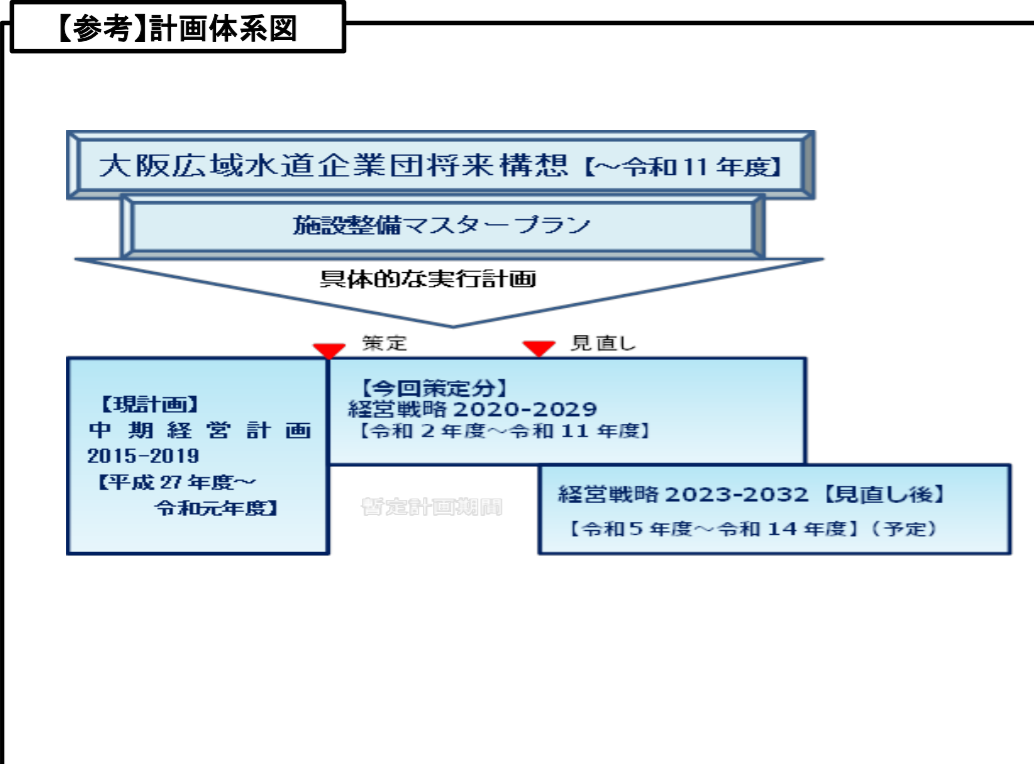 【参考】計画体系図
大阪広域水道企業団将来構想【～令和11年度】
施設整備マスタープラン
具体的な実行計画
策定
見直し
【現計画】
中期経営計画
2015-2019
【平成27年度～
令和元年度】
【今回策定分】
経営戦略2020-2029
【令和2年度～令和11年度】
暫定計画期間
経営戦略2023-2032【見直し後】
【令和5年度～令和14年度】（予定）